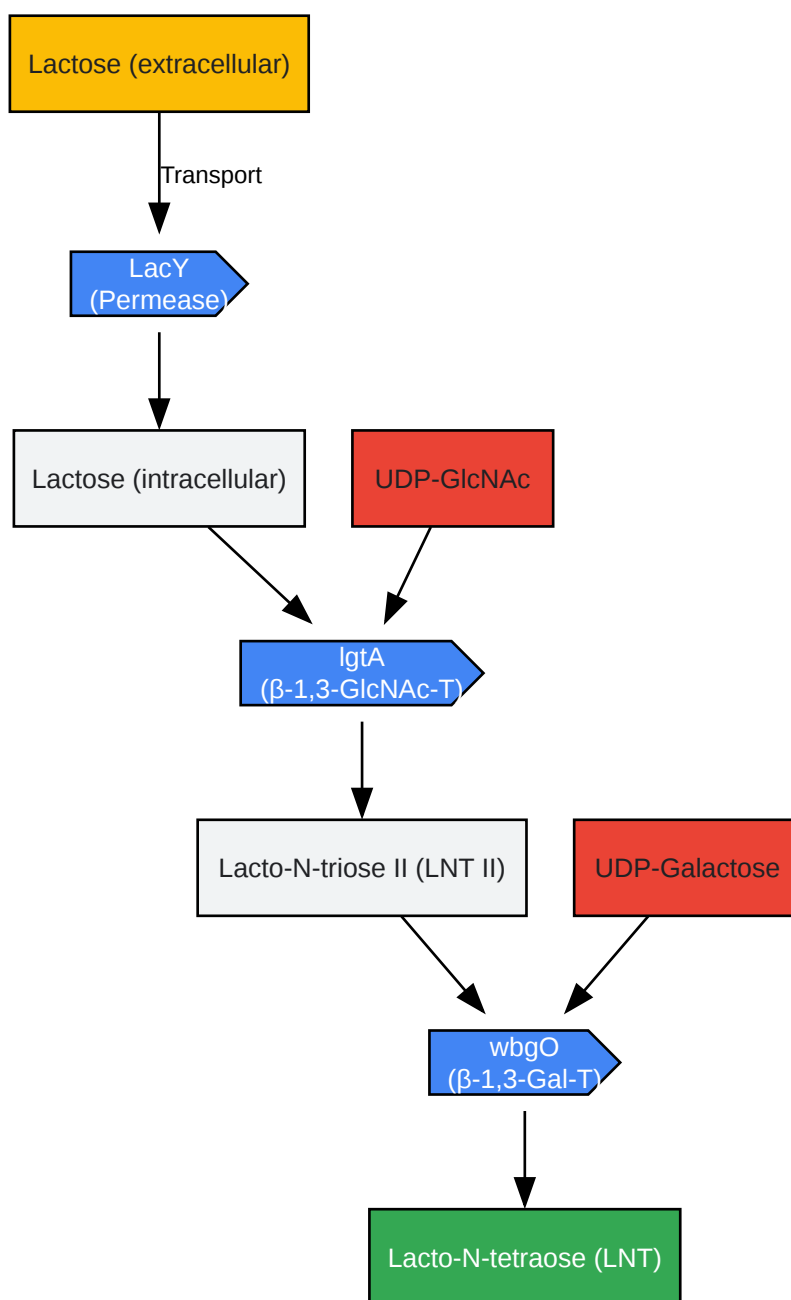 Lactose (extracellular)
Transport
LacY
(Permease)
Lactose (intracellular)
UDP-GlcNAc
lgtA
(β-1,3-GlcNAc-T)
Lacto-N-triose II (LNT II)
UDP-Galactose
wbgO
(β-1,3-Gal-T)
Lacto-N-tetraose (LNT)